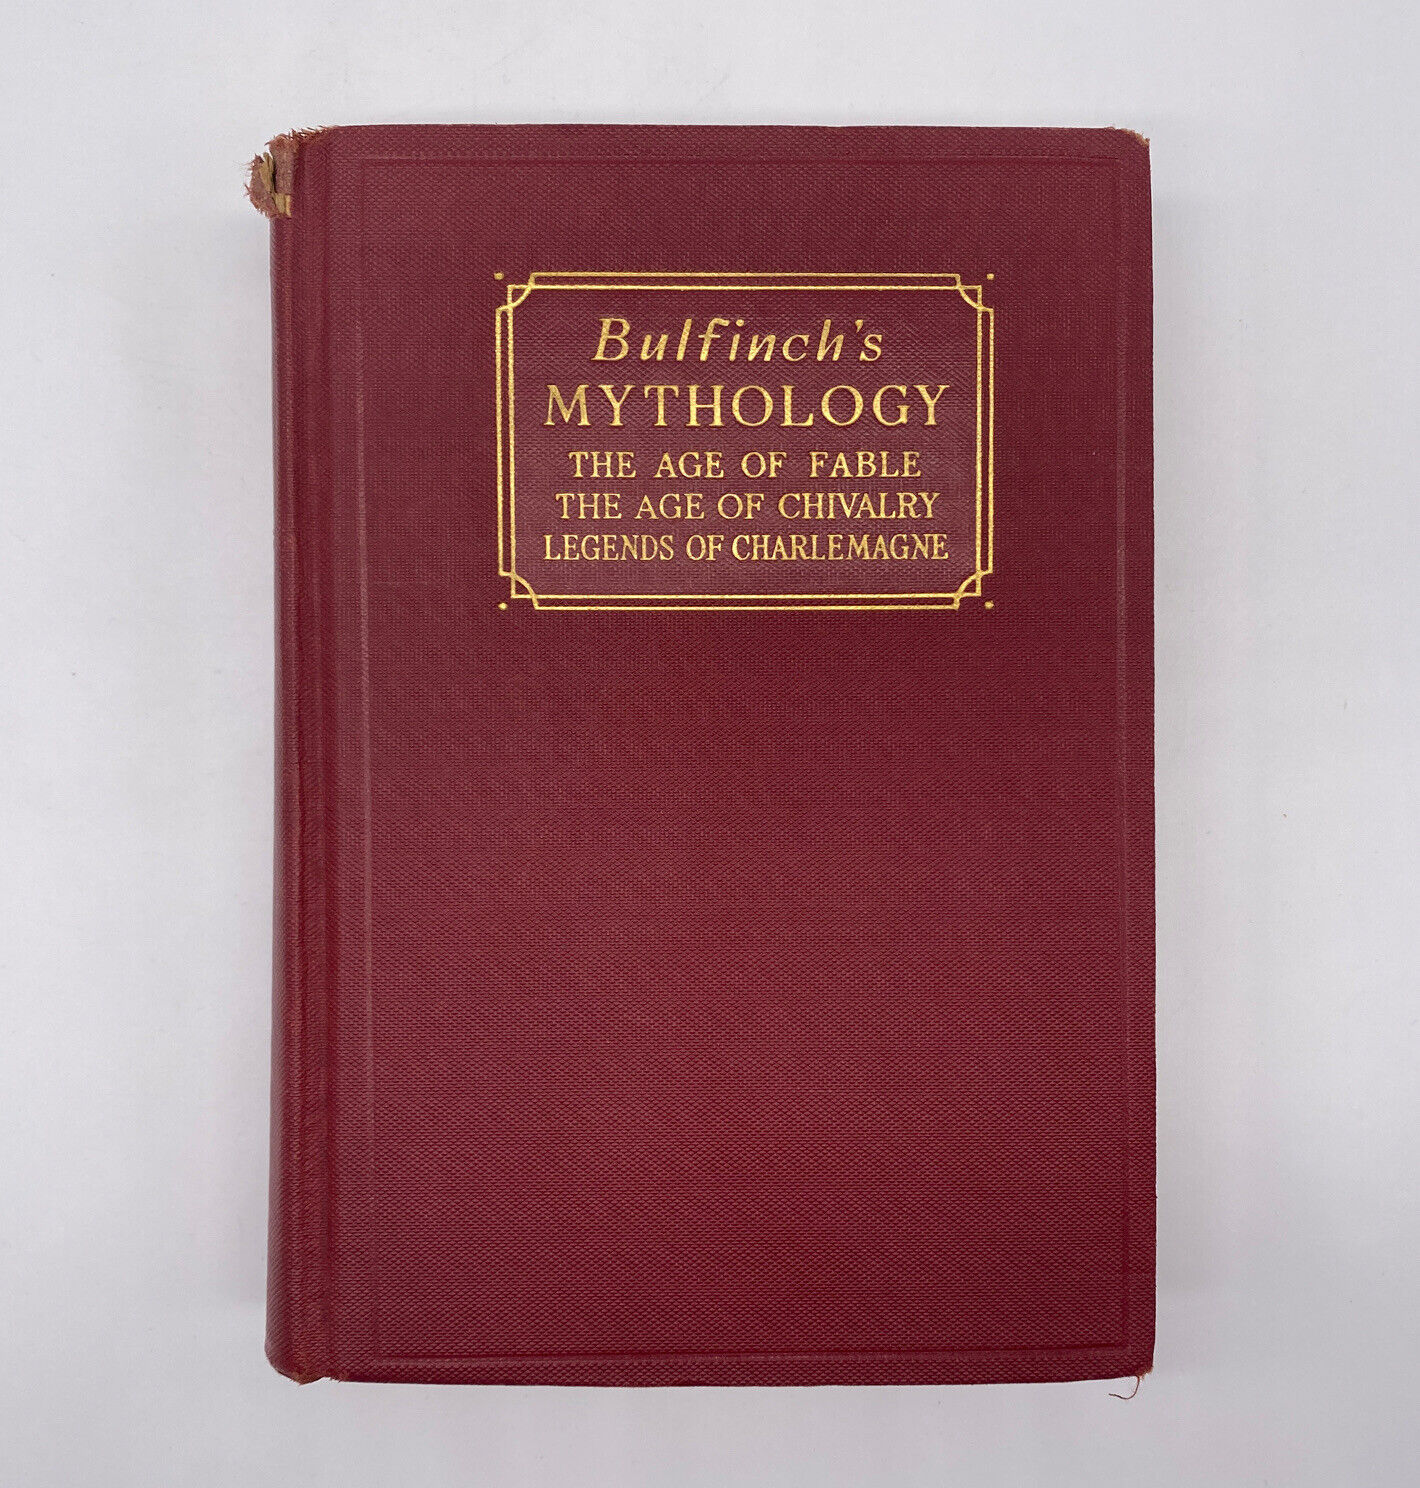 Bulfinch's
MYTHOLOGY
THE AGE OF FABLE
THE AGE OF CHIVALRY
LEGENDS OF CHARLEMAGNE